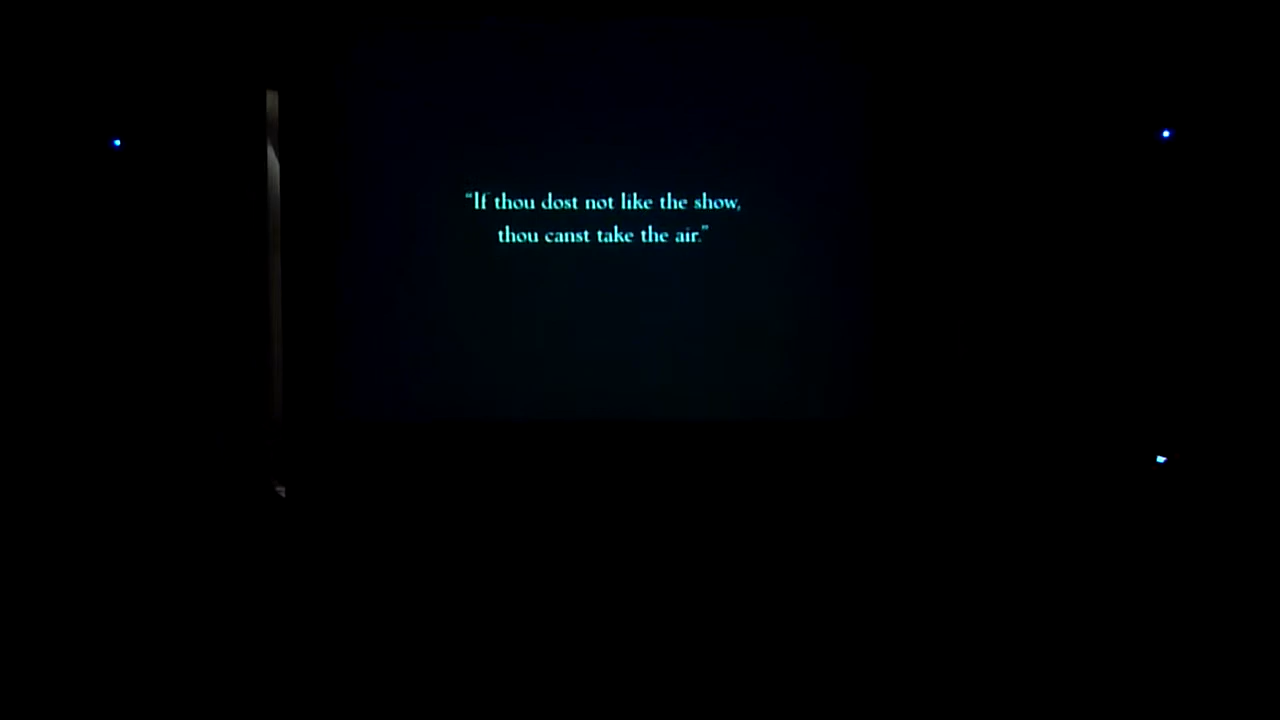 “If thou dost not like the show,
thou canst take the air.”